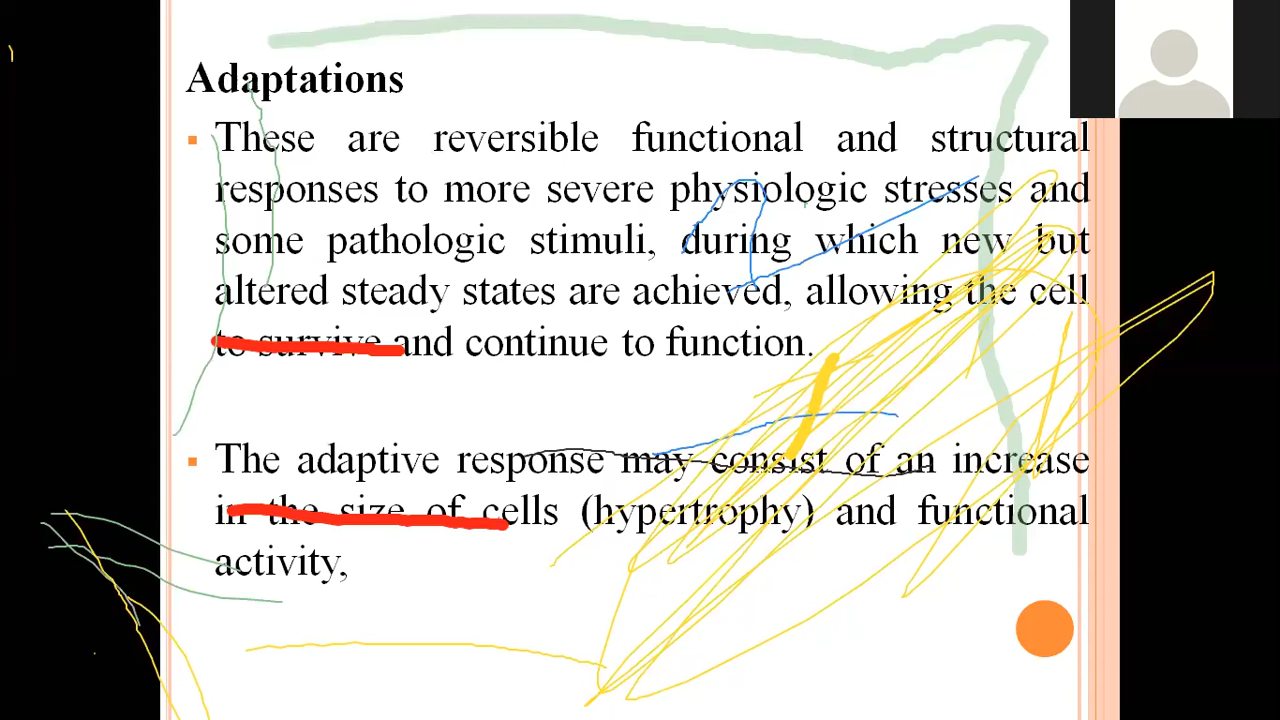 Adaptations
These are reversible functional and structural
responses to more severe physiologic stresses and
some pathologic stimuli, during which new but
altered steady states are achieved, allowing the cell
to survive and continue to function.
The adaptive response may consist of an increase
in the size of cells (hypertrophy) and functional
activity,